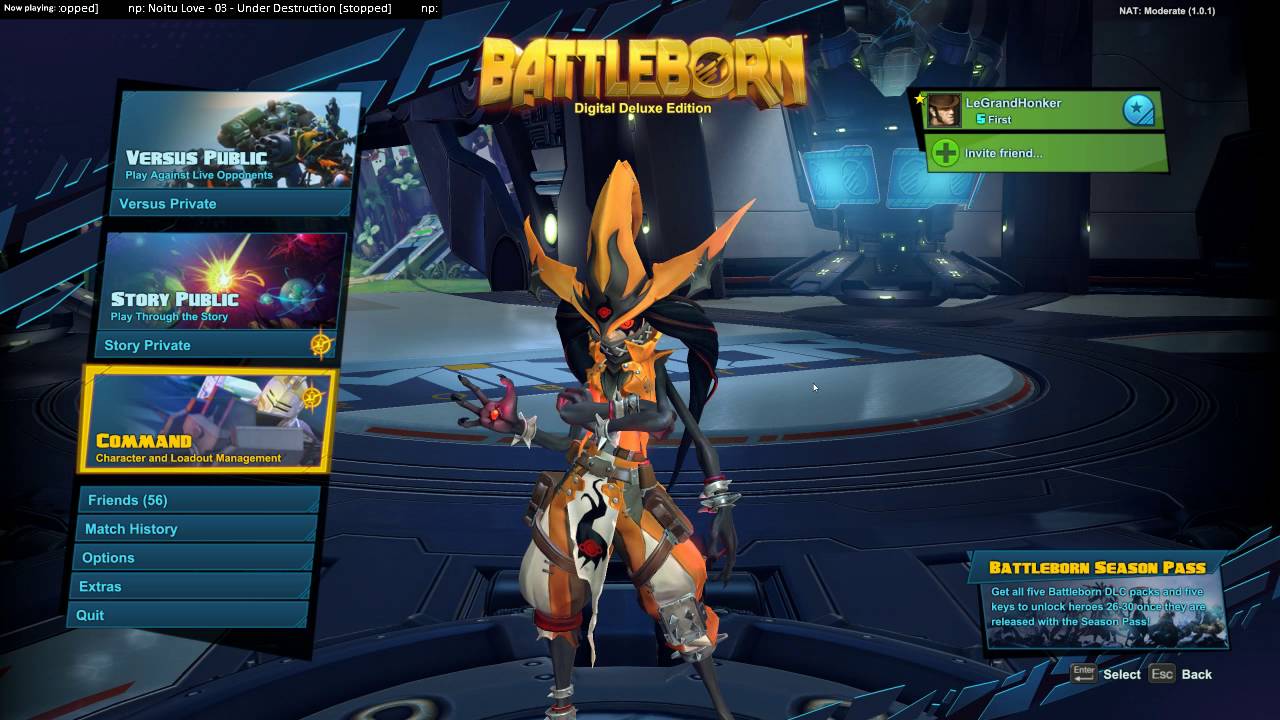 Now playing: :opped] np: Noitu Love - 03 - Under Destruction [stopped] np:
NAT: Moderate (1.0.1)
BATTLEBORN
Digital Deluxe Edition
LeGrandHonker
5 First
Invite friend...
VERSUS PUBLIC
Play Against Live Opponents
Versus Private
STORY PUBLIC
Play Through the Story
Story Private
COMMAND
Character and Loadout Management
Friends (56)
Match History
Options
Extras
Quit
BATTLEBORN SEASON PASS
Get all five Battleborn DLC packs and five
keys to unlock heroes 26-30 once they are
released with the Season Pass!
Enter Select Esc Back